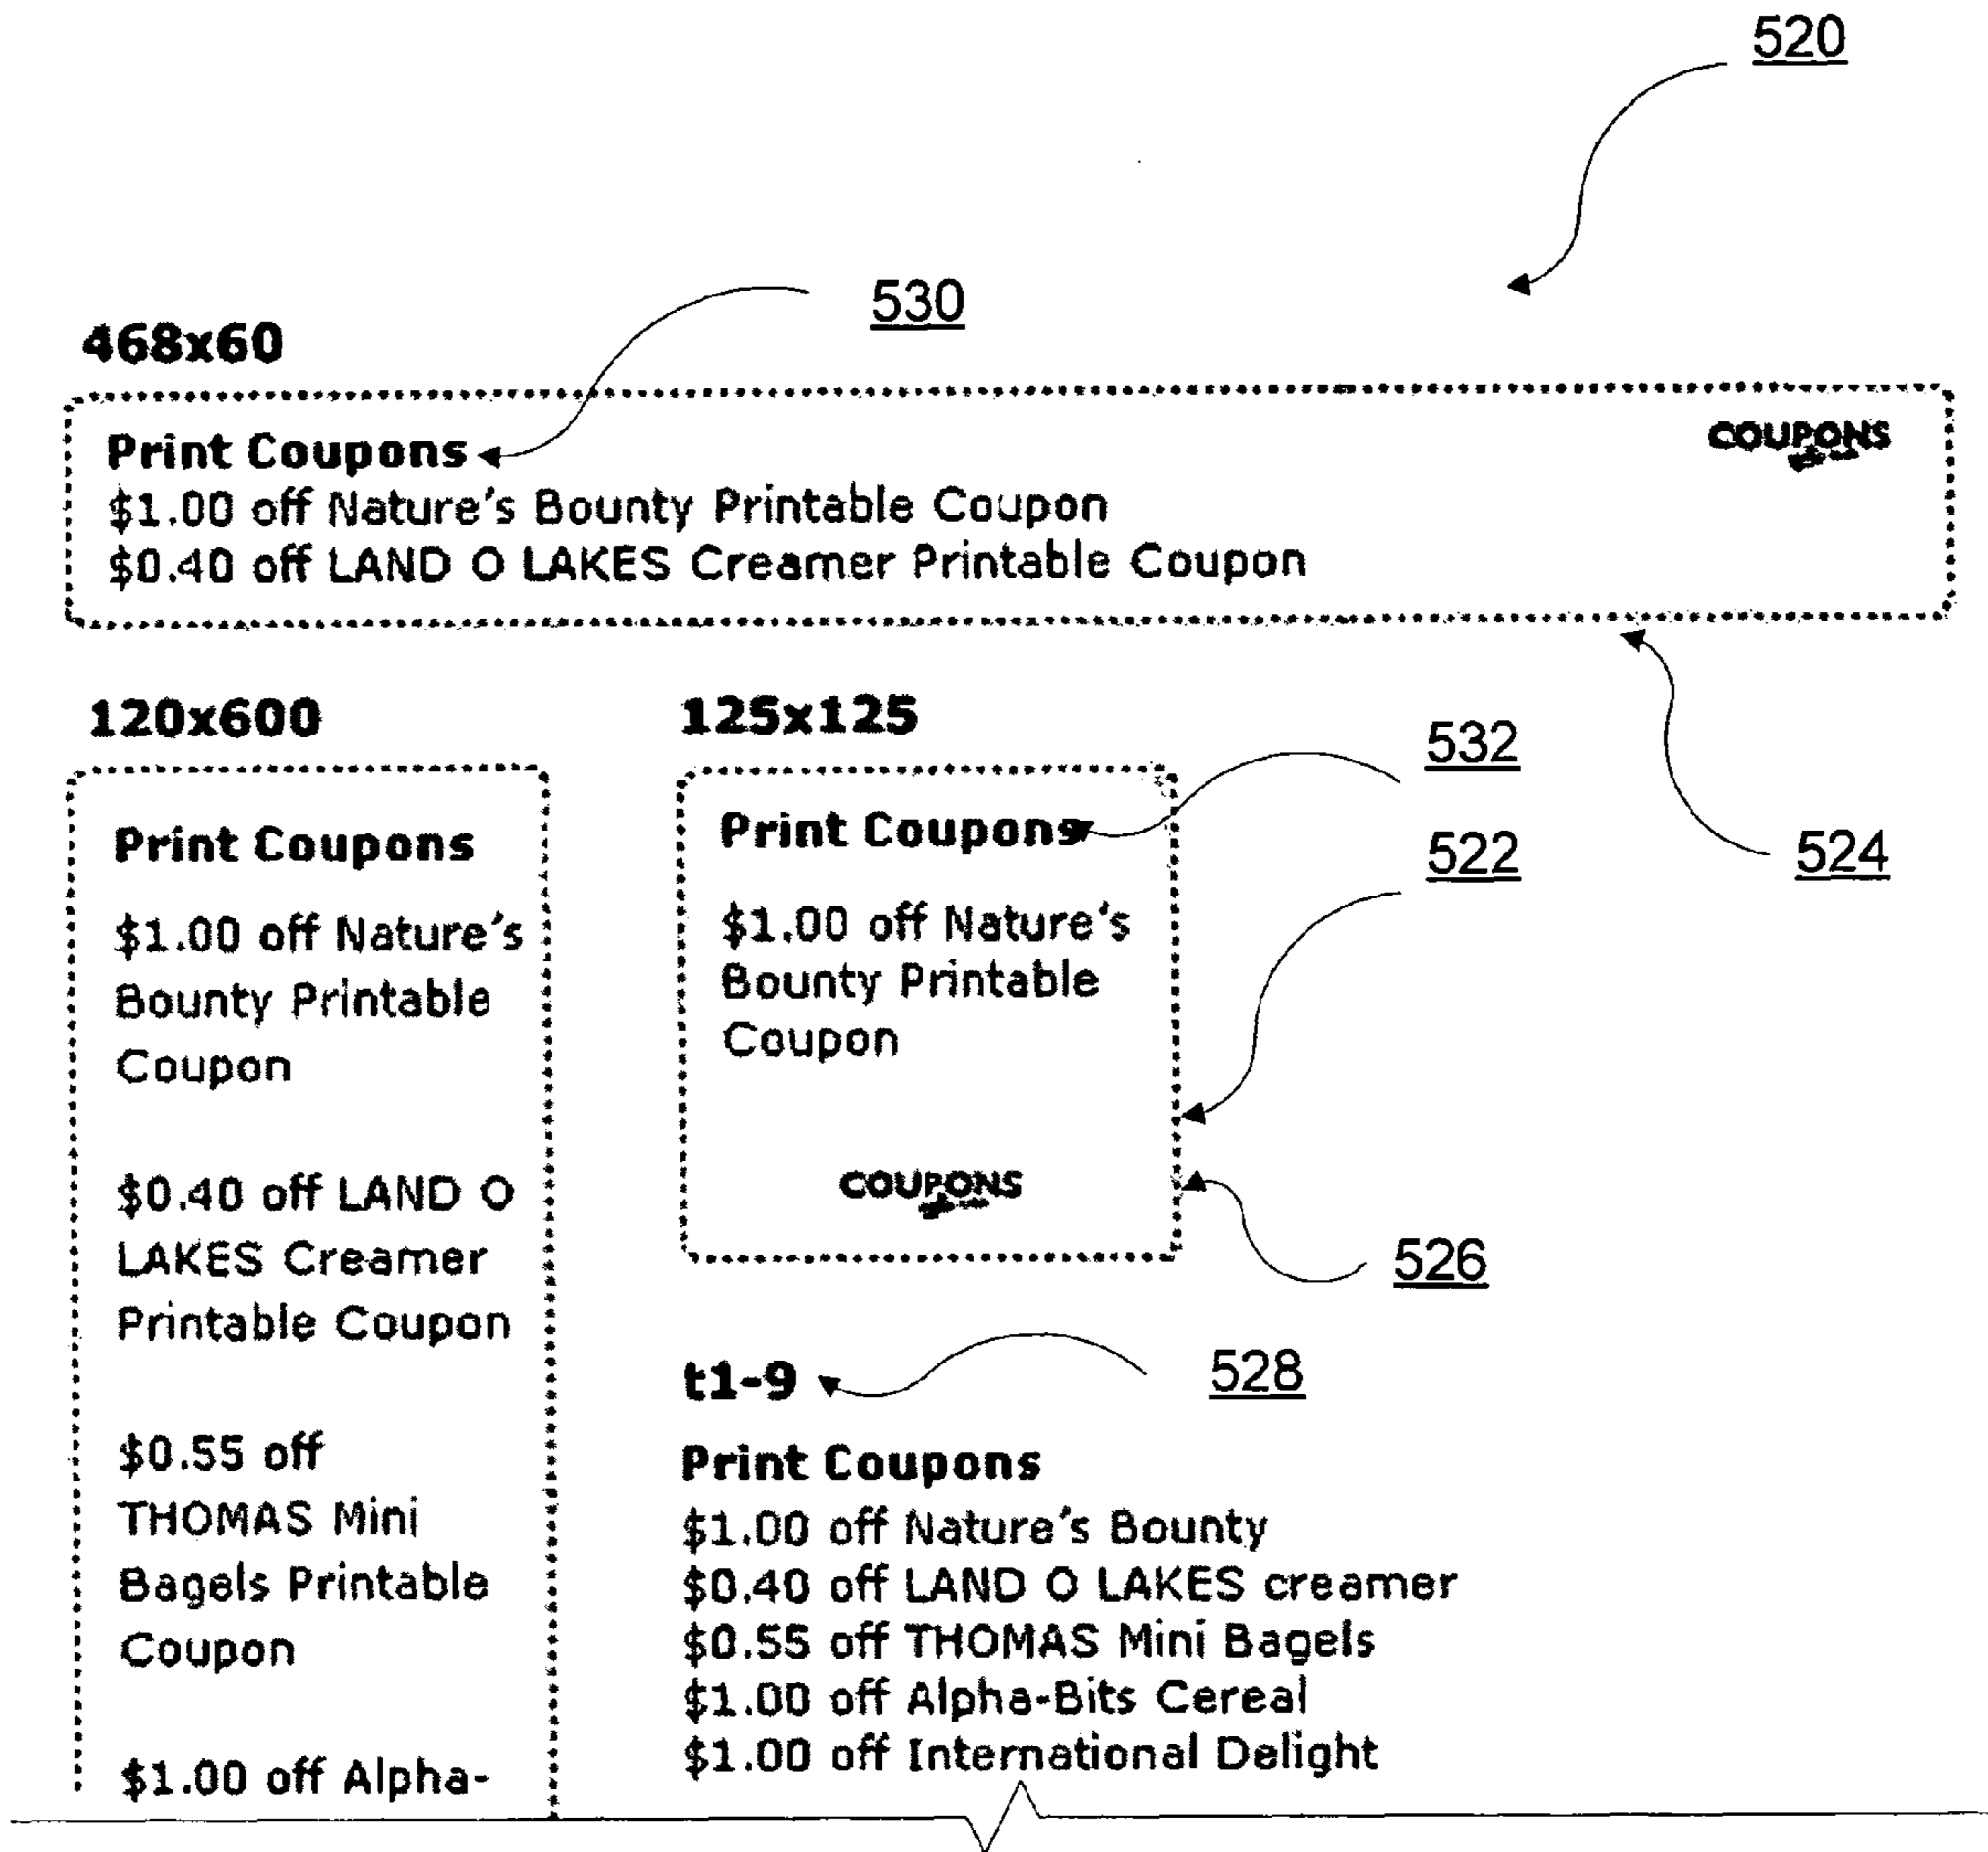 520
530
468x60
Print Coupons
COUPONS
$1.00 off Nature's Bounty Printable Coupon
$0.40 off LAND O LAKES Creamer Printable Coupon
524
120x600
Print Coupons
$1.00 off Nature's
Bounty Printable
Coupon
$0.40 off LAND O
LAKES Creamer
Printable Coupon
$0.55 off
THOMAS Mini
Bagels Printable
Coupon
$1.00 off Alpha-
125x125
532
Print Coupons
522
$1.00 off Nature's
Bounty Printable
Coupon
COUPONS
526
t1-9
528
Print Coupons
$1.00 off Nature's Bounty
$0.40 off LAND O LAKES creamer
$0.55 off THOMAS Mini Bagels
$1.00 off Alpha-Bits Cereal
$1.00 off International Delight